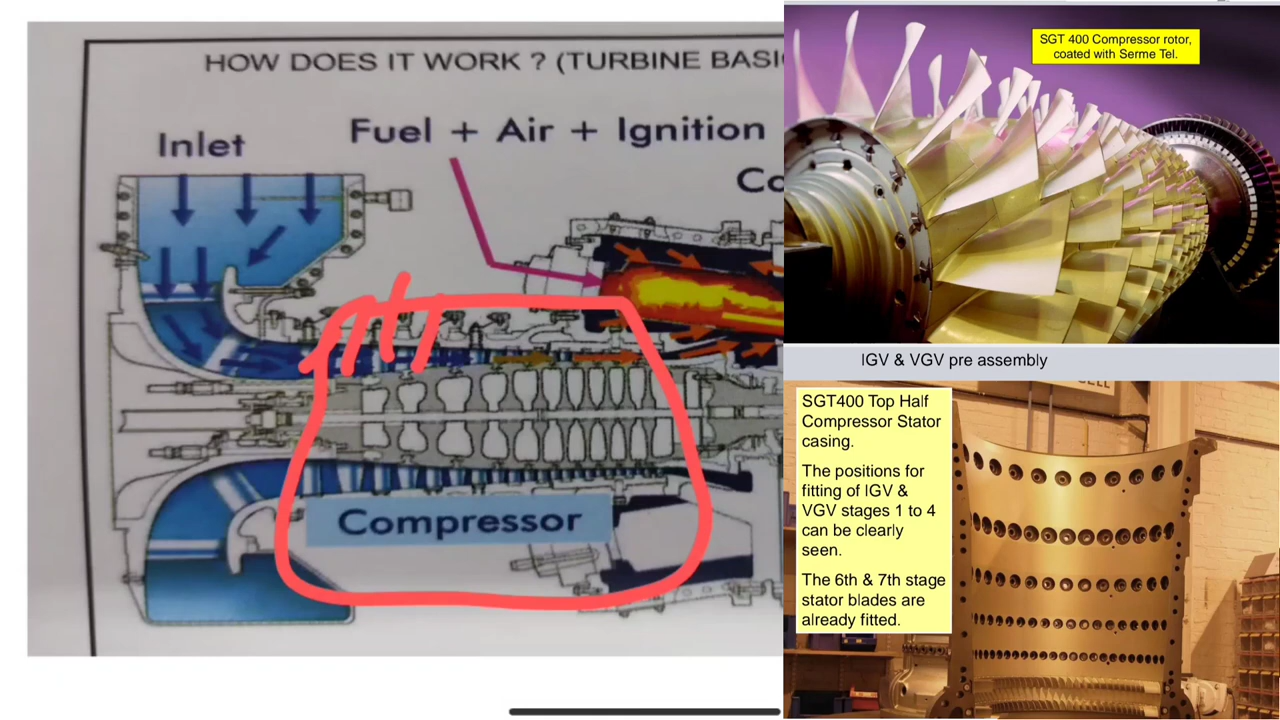 HOW DOES IT WORK ? (TURBINE
Inlet
Fuel + Air + Ignition
Compressor
SGT 400 Compressor rotor,
coated with Serme Tel.
IGV & VGV pre assembly
SGT400 Top Half
Compressor Stator
casing.
The positions for
fitting of IGV &
VGV stages 1 to 4
can be clearly
seen.
The 6th & 7th stage
stator blades are
already fitted.